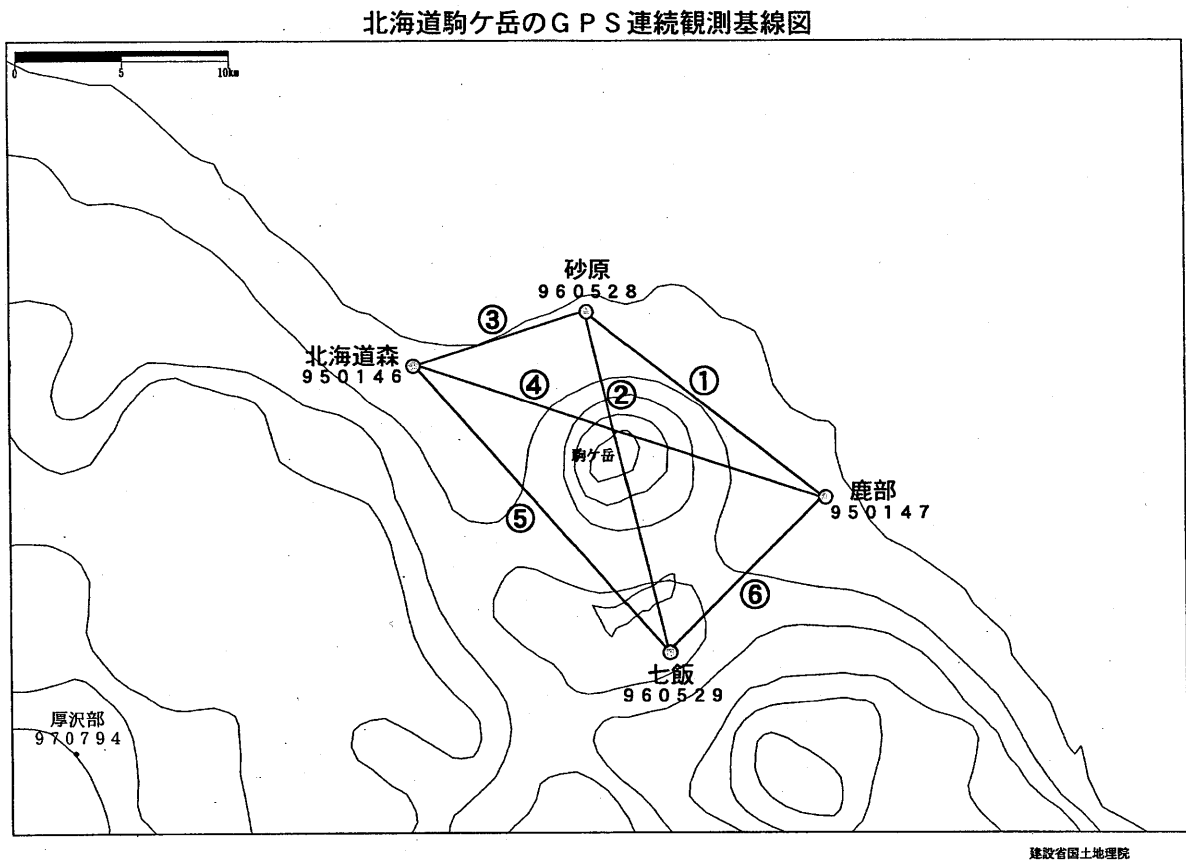 北海道駒ケ岳のGPS連続観測基線図
0 5 10km
砂原
960528
③
北海道森
950146
④
②
①
駒ケ岳
鹿部
950147
⑤
⑥
七飯
960529
厚沢部
970794
建設省国土地理院